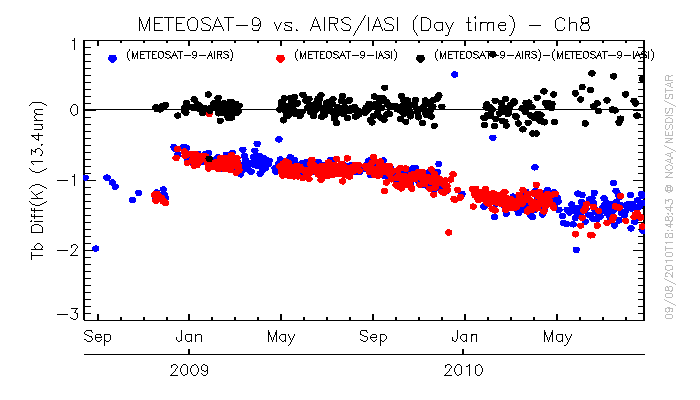 METEOSAT-9 vs. AIRS/IASI (Day time) - Ch8
(METEOSAT-9-AIRS) (METEOSAT-9-IASI) (METEOSAT-9-AIRS)-(METEOSAT-9-IASI)
1
0
-1
-2
-3
Tb Diff(K) (13.4um)
Sep Jan May Sep Jan May
2009 2010
09/08/2010T18:48:43 @ NOAA/NESDIS/STAR